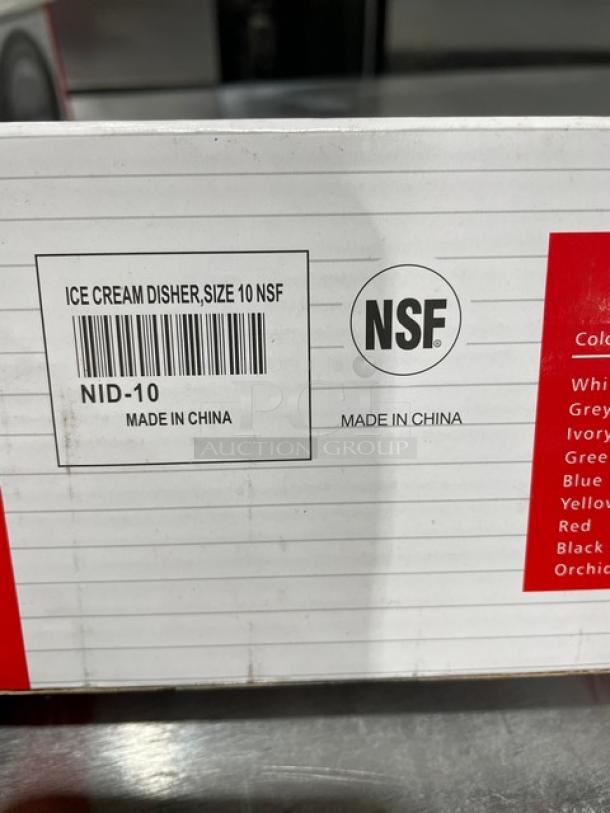 ICE CREAM DISHER,SIZE 10 NSF
NID-10
MADE IN CHINA
NSF®
MADE IN CHINA
PCI
AUCTION GROUP
Grey
Ivory
Blue
Red
Black